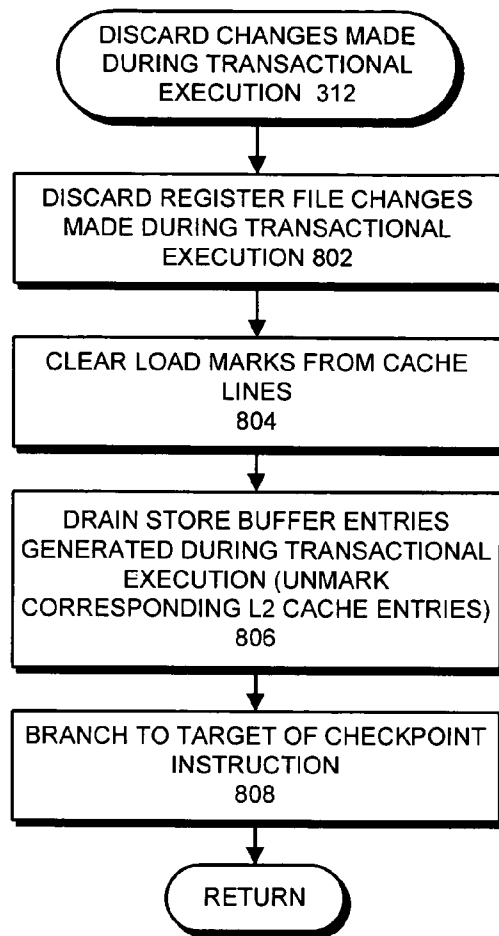 DISCARD CHANGES MADE
DURING TRANSACTIONAL
EXECUTION 312
DISCARD REGISTER FILE CHANGES
MADE DURING TRANSACTIONAL
EXECUTION 802
CLEAR LOAD MARKS FROM CACHE
LINES
804
DRAIN STORE BUFFER ENTRIES
GENERATED DURING TRANSACTIONAL
EXECUTION (UNMARK
CORRESPONDING L2 CACHE ENTRIES)
806
BRANCH TO TARGET OF CHECKPOINT
INSTRUCTION
808
RETURN